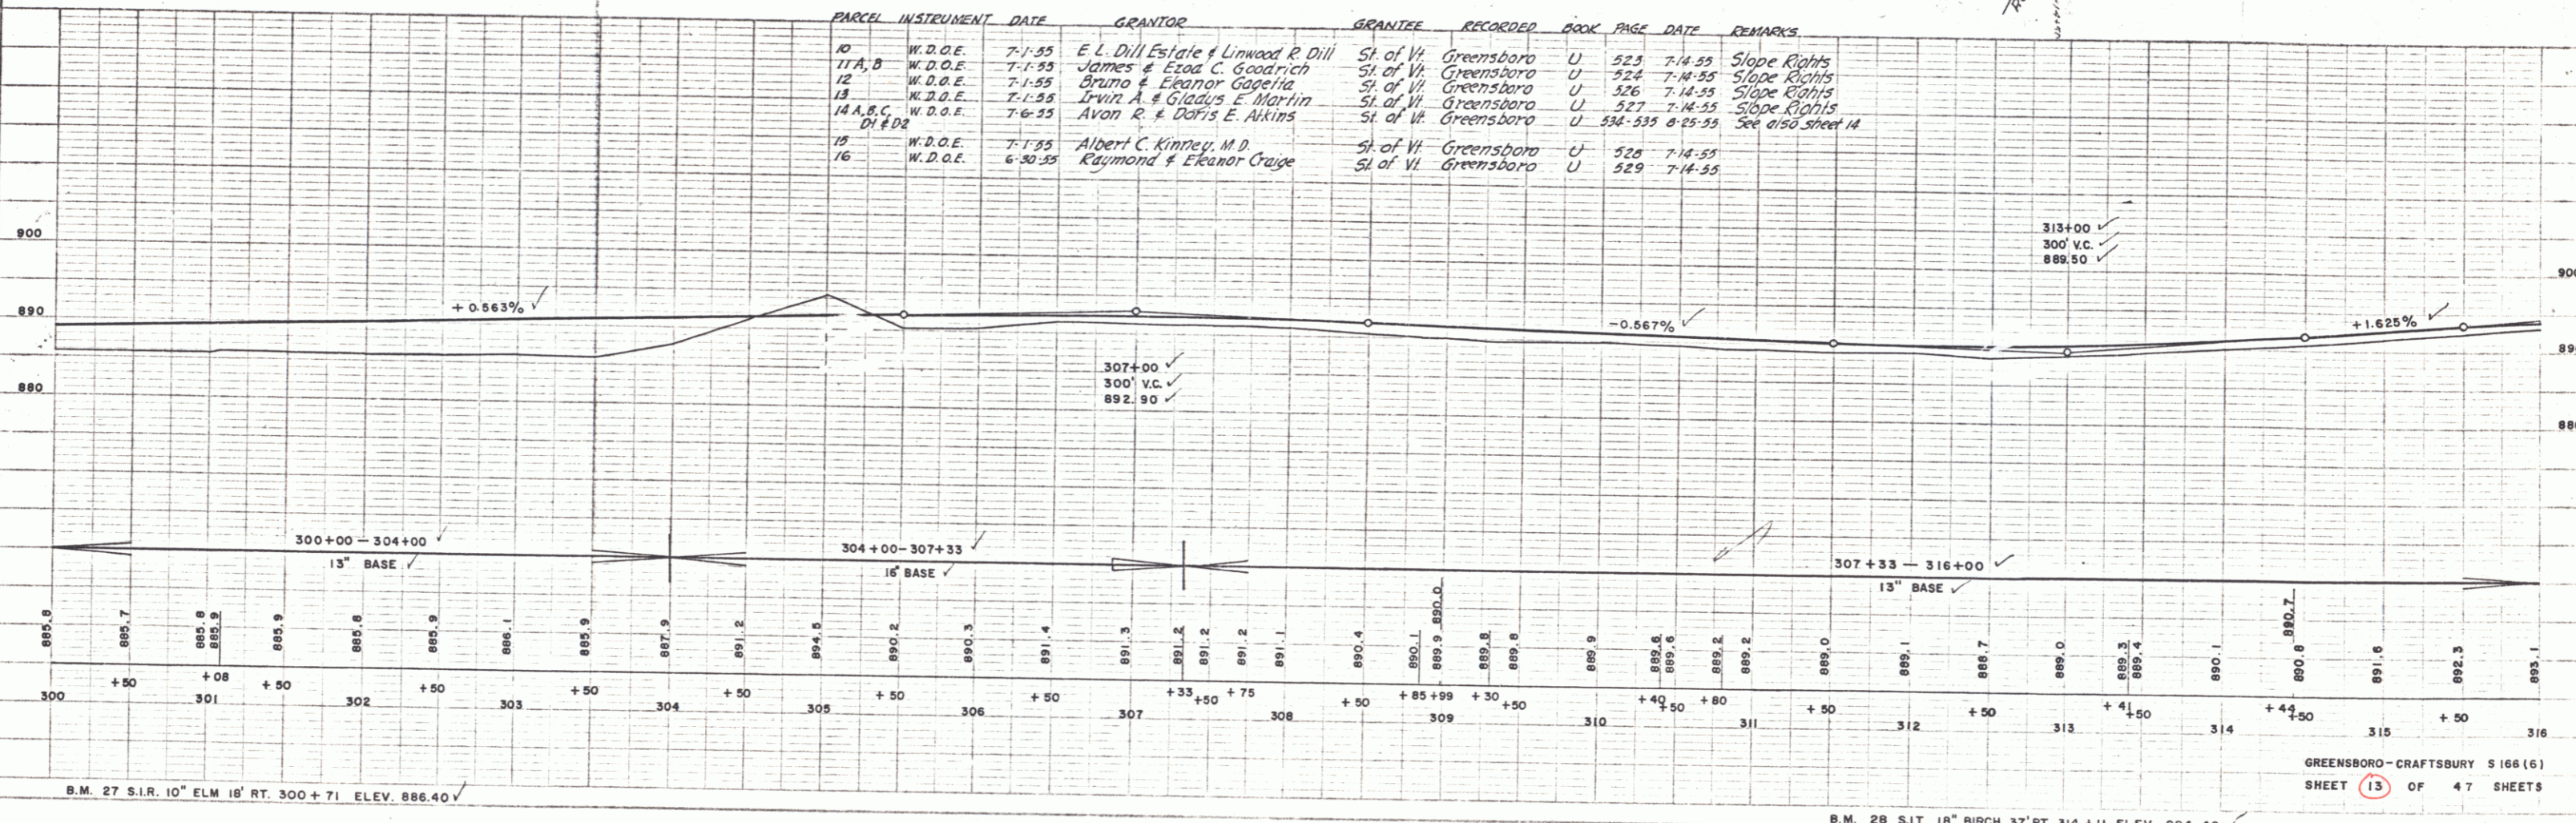 PARCEL INSTRUMENT DATE GRANTOR GRANTEE RECORDED BOOK PAGE DATE REMARKS
10 W.D.O.E. 7-1-55 E. L. Dill Estate & Linwood R. Dill St. of Vt. Greensboro U 523 7-14-55 Slope Rights
11 A, B W.D.O.E. 7-1-55 James & Ezoa C. Goodrich St. of Vt. Greensboro U 524 7-14-55 Slope Rights
12 W.D.O.E. 7-1-55 Bruno & Eleanor Gagetta St. of Vt. Greensboro U 526 7-14-55 Slope Rights
13 W.D.O.E. 7-1-55 Irvin A. & Gladys E. Martin St. of Vt. Greensboro U 527 7-14-55 Slope Rights
14 A,B,C, W.D.O.E. 7-6-55 Avon R. & Doris E. Atkins St. of Vt. Greensboro U 534-535 8-25-55 See also sheet 14
D1 & D2
15 W.D.O.E. 7-1-55 Albert C. Kinney, M.D. St. of Vt. Greensboro U 528 7-14-55
16 W.D.O.E. 6-30-55 Raymond & Eleanor Craige St. of Vt. Greensboro U 529 7-14-55
900
313+00
300' V.C.
889.50
900
890
+0.563%
-0.567%
+1.625%
880
307+00
300' V.C.
892.90
300+00-304+00
13" BASE
304+00-307+33
16" BASE
307+33 — 316+00
13" BASE
885.8 885.7 885.8 885.9 885.9 885.8 885.9 886.1 885.9 887.9 891.2 894.5 890.2 890.3 891.4 891.3 891.2 891.2 891.2 891.1 890.4 890.1 889.9 890.0 889.8 889.8 889.9 889.6 889.6 889.2 889.2 889.0 889.1 888.7 889.0 889.3 889.4 890.1 890.7 890.8 891.6 892.3 893.1
+50 +08 +50 +50 +50 +50 +50 +50 +33 +50 +75 +50 +85 +99 +30 +50 +40 +50 +80 +50 +50 +41 +50 +44 +50 +50
300 301 302 303 304 305 306 307 308 309 310 311 312 313 314 315 316
GREENSBORO-CRAFTSBURY S 166 (6)
SHEET 13 OF 47 SHEETS
B.M. 27 S.I.R. 10" ELM 18' RT. 300 + 71 ELEV. 886.40
B.M. 28 S.I.T. 18" BIRCH 37' RT.